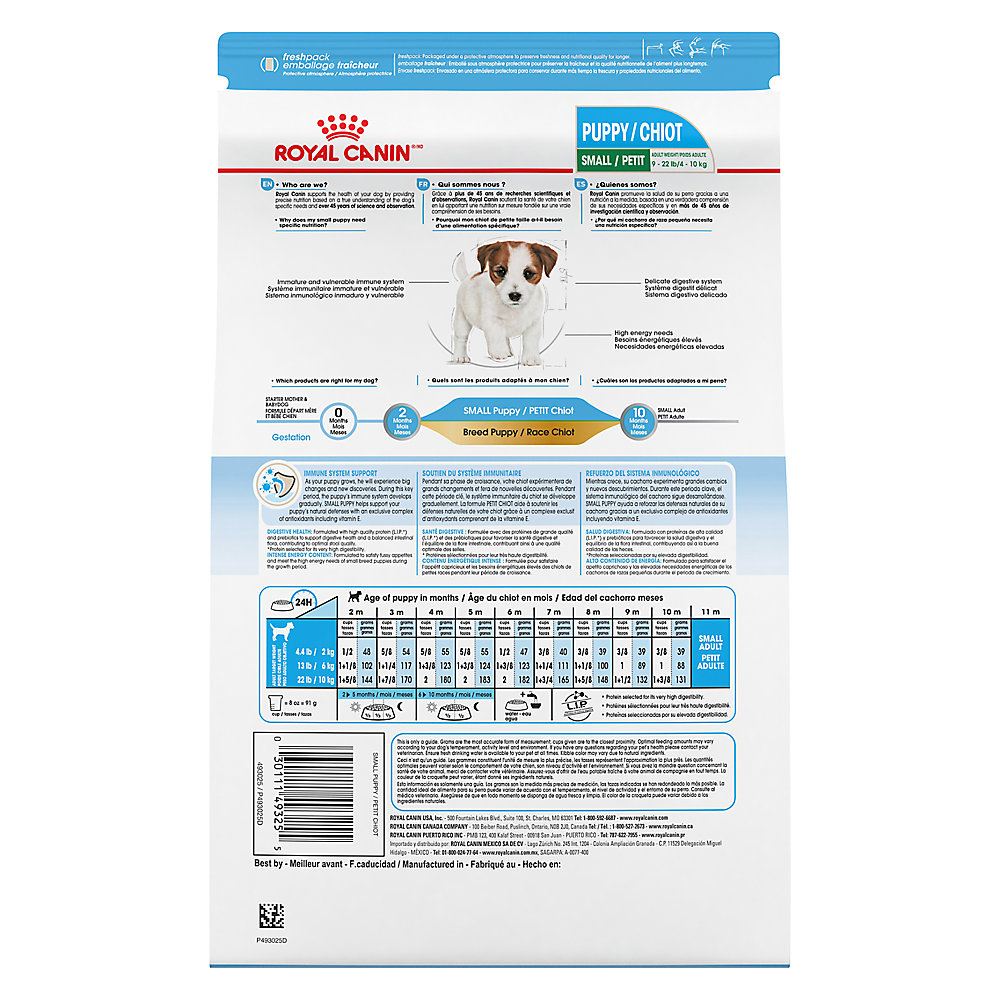 freshpack
emballage fraîcheur
Protective atmosphere / Atmosphère protectrice
freshpack: Packaged under a protective atmosphere to preserve freshness and nutritional quality for longer.
emballage fraîcheur: Emballé sous atmosphère protectrice pour préserver la fraîcheur et la qualité nutritionnelle de l'aliment plus longtemps.
Envase fresh: Envasado en una atmósfera protectora para conservar durante más tiempo la frescura y propiedades nutricionales del alimento.
ROYAL CANIN ®/MD
PUPPY / CHIOT
SMALL / PETIT
ADULT WEIGHT/POIDS ADULTE
9 - 22 lb/4 - 10 kg
EN • Who are we?
Royal Canin supports the health of your dog by providing
precise nutrition based on a true understanding of the dog's
specific needs and over 45 years of science and observation.
• Why does my small puppy need
specific nutrition?
FR • Qui sommes nous ?
Grâce à plus de 45 ans de recherches scientifiques et
d'observations, Royal Canin soutient la santé de votre chien
en lui apportant une nutrition sur mesure fondée sur une vraie
compréhension de ses besoins.
• Pourquoi mon chiot de petite taille a-t-il besoin
d'une alimentation spécifique?
ES • ¿Quienes somos?
Royal Canin promueve la salud de su perro gracias a una
nutrición a la medida, basada en una verdadera comprensión
de sus necesidades específicas y en más de 45 años de
investigación científica y observación.
• ¿Por qué mi cachorro de raza pequeña necesita
una nutrición específica?
Immature and vulnerable immune system
Système immunitaire immature et vulnérable
Sistema inmunológico inmaduro y vulnerable
Delicate digestive system
Système digestif délicat
Sistema digestivo delicado
High energy needs
Besoins énergétiques élevés
Necesidades energéticas elevadas
• Which products are right for my dog?
• Quels sont les produits adaptés à mon chien?
• ¿Cuáles son los productos adaptados a mi perro?
STARTER MOTHER &
BABYDOG
FORMULE DÉPART MÈRE
ET BÉBÉ CHIEN
Gestation
0
Months
Mois
Meses
2
Months
Mois
Meses
SMALL Puppy / PETIT Chiot
Breed Puppy / Race Chiot
10
Months
Mois
Meses
SMALL Adult
PETIT Adulte
IMMUNE SYSTEM SUPPORT
As your puppy grows, he will experience big
changes and new discoveries. During this key
period, the puppy's immune system develops
gradually. SMALL PUPPY helps support your
puppy's natural defenses with an exclusive complex
of antioxidants including vitamin E.
DIGESTIVE HEALTH: Formulated with high quality protein (L.I.P.*)
and prebiotics to support digestive health and a balanced intestinal
flora, contributing to optimal stool quality.
*Protein selected for its very high digestibility.
INTENSE ENERGY CONTENT: Formulated to satisfy fussy appetites
and meet the high energy needs of small breed puppies during
the growth period.
SOUTIEN DU SYSTÈME IMMUNITAIRE
Pendant sa phase de croissance, votre chiot expérimentera de
grands changements et fera de nouvelles découvertes. Pendant
cette période clé, le système immunitaire du chiot se développe
graduellement. La formule PETIT CHIOT aide à soutenir les
défenses naturelles de votre chiot grâce à un complexe exclusif
d'antioxydants comprenant de la vitamine E.
SANTÉ DIGESTIVE : Formulée avec des protéines de grande qualité
(L.I.P.*) et des prébiotiques pour favoriser la santé digestive et
l'équilibre de la flore intestinale, contribuant ainsi à une qualité
optimale des selles.
* Protéines sélectionnées pour leur très haute digestibilité.
CONTENU ÉNERGÉTIQUE INTENSE : Formulée pour satisfaire
l'appétit capricieux et les besoins énergétiques élevés des chiots de
petites races pendant leur période de croissance.
REFUERZO DEL SISTEMA INMUNOLÓGICO
Mientras crece, su cachorro experimenta grandes cambios
y nuevos descubrimientos. Durante este período clave, el
sistema inmunológico del cachorro sigue desarrollándose.
SMALL PUPPY ayuda a reforzar las defensas naturales de su
cachorro gracias a un exclusivo complejo de antioxidantes
incluyendo vitamina E.
SALUD DIGESTIVA: Formulado con proteínas de alta calidad
(L.I.P.*) y prebióticos para favorecer la salud digestiva y el
equilibrio de la flora intestinal, contribuyendo así a la buena
calidad de las heces.
*Proteínas seleccionadas por su elevada digestibilidad.
ALTO CONTENIDO DE ENERGÍA: Formulado para satisfacer el
apetito caprichoso y las elevadas necesidades energéticas de los
cachorros de razas pequeñas durante el periodo de crecimiento.
24H
Age of puppy in months / Âge du chiot en mois / Edad del cachorro meses
2 m 3 m 4 m 5 m 6 m 7 m 8 m 9 m 10 m 11 m
cups grams cups grams cups grams cups grams cups grams cups grams cups grams cups grams cups grams
tasses grammes tasses grammes tasses grammes tasses grammes tasses grammes tasses grammes tasses grammes tasses grammes tasses grammes
tazas gramos tazas gramos tazas gramos tazas gramos tazas gramos tazas gramos tazas gramos tazas gramos tazas gramos
4.4 lb / 2 kg 1/2 48 5/8 54 5/8 55 5/8 55 1/2 47 3/8 40 3/8 39 3/8 39 3/8 39
13 lb / 6 kg 1+1/8 102 1+1/4 117 1+3/8 123 1+3/8 124 1+3/8 123 1+1/8 111 1+1/8 100 1 89 1 88
22 lb / 10 kg 1+5/8 144 1+7/8 170 2 180 2 183 2 182 1+3/4 165 1+5/8 148 1+1/2 132 1+3/8 131
SMALL
ADULT
PETIT
ADULTE
= 8 oz = 91 g
cup / tasses / tazas
2 ▶ 5 months / mois / meses
1/3 1/3 1/3
6 ▶ 10 months / mois / meses
1/2 1/2
water - eau
agua
L.I.P.
• Protein selected for its very high digestibility.
• Protéines sélectionnées pour leur très haute digestibilité.
• Proteínas seleccionadas por su elevada digestibilidad.
This is only a guide. Grams are the most accurate form of measurement; cups given are to the closest proximity. Optimal feeding amounts may vary
according to your dog's temperament, activity level and environment. If you have any questions regarding your pet's health please contact your
veterinarian. Ensure fresh drinking water is available to your pet at all times. Kibble color may vary due to natural ingredients.
Ceci n'est qu'un guide. Les grammes constituent l'unité de mesure la plus précise, les tasses représentent l'approximation la plus près. Les quantités
optimales peuvent varier selon le comportement de votre chien, son niveau d'activité et l'environnement. Si vous avez la moindre question concernant la
santé de votre animal, merci de contacter votre vétérinaire. Assurez-vous d'offrir de l'eau potable fraîche à votre animal de compagnie en tout temps. La
couleur de la croquette peut varier, étant donné ses ingrédients naturels.
Esta información es solamente una guía. Los gramos son la medida más precisa de medición, las tazas indicadas se han redondeado a lo más posible. La
cantidad ideal de alimento para su perro puede variar de acuerdo con el temperamento, el nivel de actividad y el entorno de su perro. Consulte al
médico veterinario. Asegúrese de que en todo momento se disponga de agua fresca y limpia. El color de la croqueta puede variar debido a los
ingredientes naturales.
0 30111 49325 5
490025 / P493025D
SMALL PUPPY / PETIT CHIOT
ROYAL CANIN USA, Inc. - 500 Fountain Lakes Blvd., Suite 100, St. Charles, MO 63301 Tel: 1-800-592-6687 - www.royalcanin.com
ROYAL CANIN CANADA COMPANY - 100 Beiber Road, Puslinch, Ontario, N0B 2J0, Canada - Tel/Tél.: 1-800-527-2673 - www.royalcanin.ca
ROYAL CANIN PUERTO RICO INC - PMB 123, 400 Kalaf Street - 00918 San Juan - PUERTO RICO - Tel: 787-622-7955 - www.royalcanin.pr
Importado y distribuido por: ROYAL CANIN MEXICO SA DE CV - Lago Zúrich No. 245 Int. 1204 - Colonia Ampliación Granada - C.P. 11529 Delegación Miguel
Hidalgo - MÉXICO - Tel: 01-800-024-77-64 - www.royalcanin.com.mx, SAGARPA: A-0077-400
Best by - Meilleur avant - F.caducidad / Manufactured in - Fabriqué au - Hecho en:
P493025D